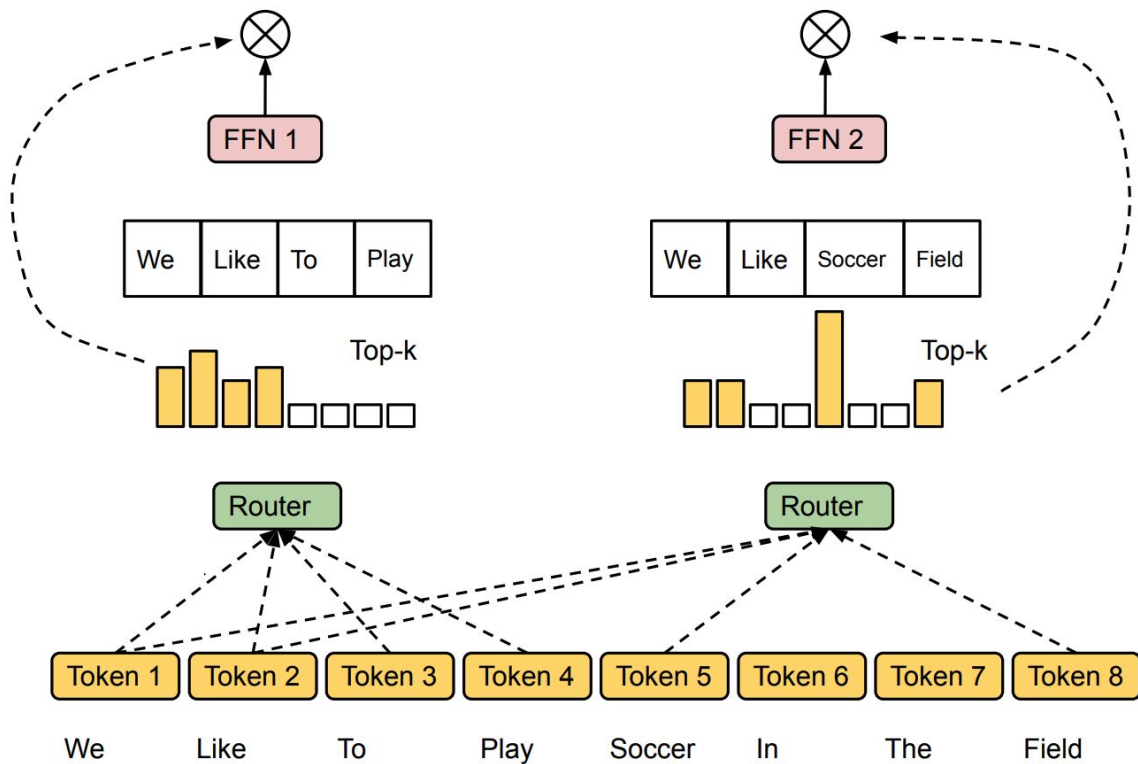 FFN 1 FFN 2
We Like To Play We Like Soccer Field
Top-k Top-k
Router Router
Token 1 Token 2 Token 3 Token 4 Token 5 Token 6 Token 7 Token 8
We Like To Play Soccer In The Field